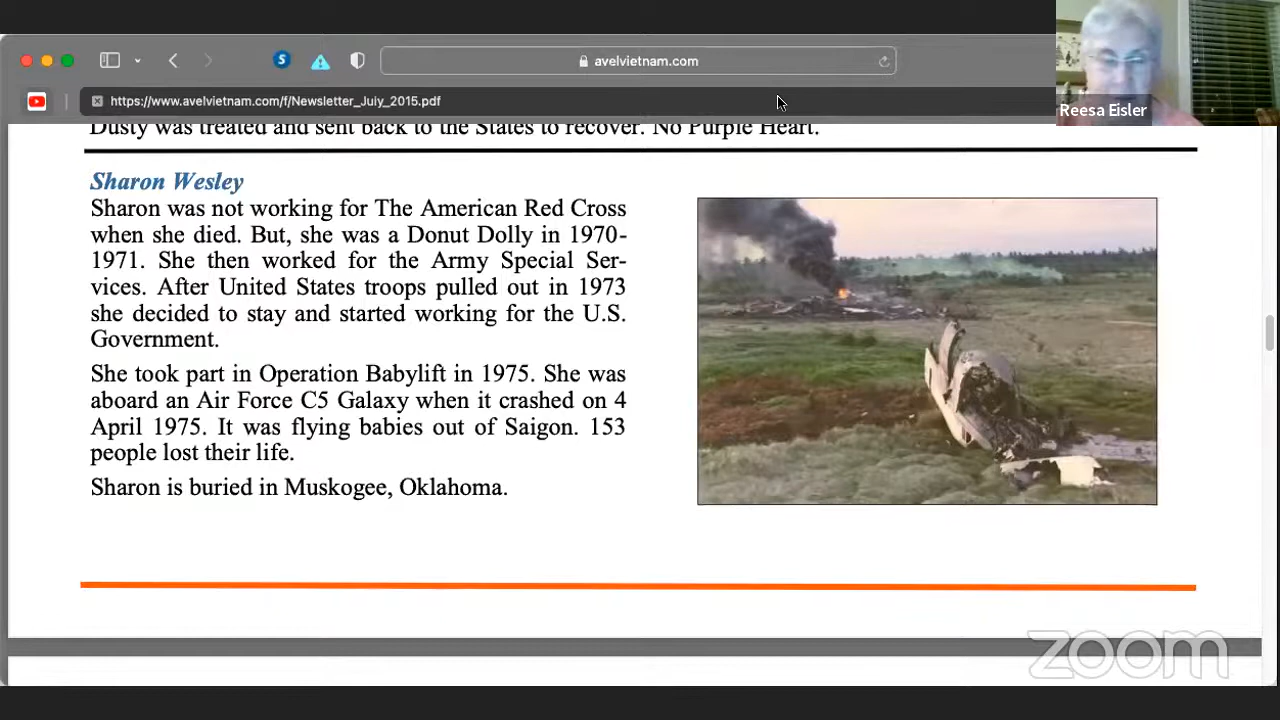 avelvietnam.com
Reesa Eisler
https://www.avelvietnam.com/f/Newsletter_July_2015.pdf
Dusty was treated and sent back to the States to recover. No Purple Heart.
Sharon Wesley
Sharon was not working for The American Red Cross
when she died. But, she was a Donut Dolly in 1970-
1971. She then worked for the Army Special Ser-
vices. After United States troops pulled out in 1973
she decided to stay and started working for the U.S.
Government.
She took part in Operation Babylift in 1975. She was
aboard an Air Force C5 Galaxy when it crashed on 4
April 1975. It was flying babies out of Saigon. 153
people lost their life.
Sharon is buried in Muskogee, Oklahoma.
zoom